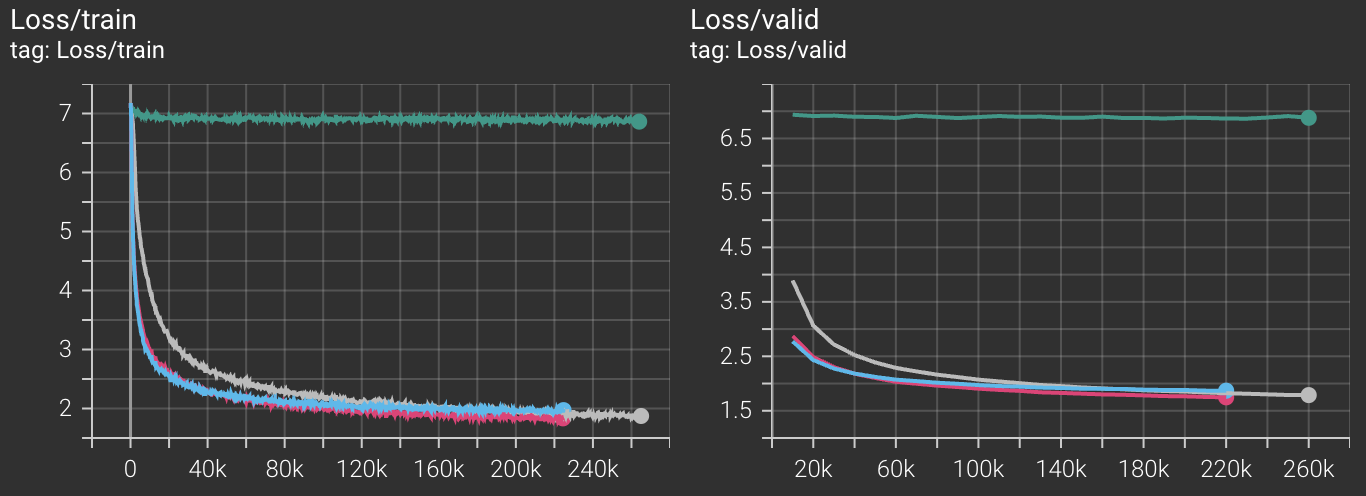 Loss/train
tag: Loss/train
7
6
5
4
3
2
0 40k 80k 120k 160k 200k 240k
Loss/valid
tag: Loss/valid
6.5
5.5
4.5
3.5
2.5
1.5
20k 60k 100k 140k 180k 220k 260k